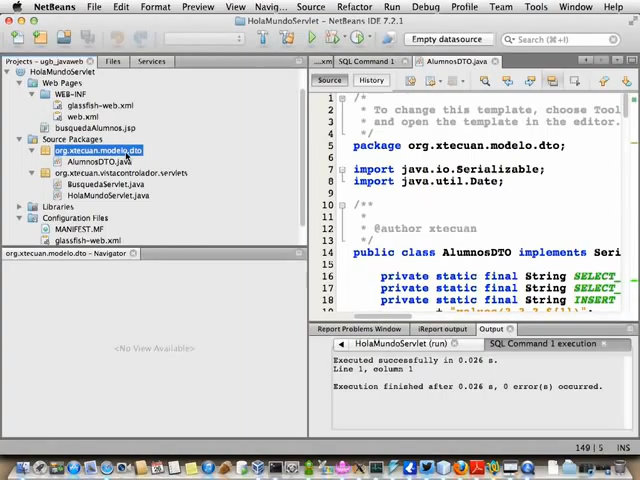 NetBeans File Edit Format View Navig... Source Refactor Run Debug Profile Team Tools Window Help
HolaMundoServlet – NetBeans IDE 7.2.1
Empty datasource
Search (⌘+I)
Projects – ugb_javaweb
Files
Services
HolaMundoServlet
Web Pages
WEB-INF
glassfish-web.xml
web.xml
busquedaAlumnos.jsp
Source Packages
org.xtecuan.modelo.dto
AlumnosDTO.java
org.xtecuan.vistacontrolador.servlets
BusquedaServlet.java
HolaMundoServlet.java
Libraries
Configuration Files
MANIFEST.MF
glassfish-web.xml
org.xtecuan.modelo.dto – Navigator
<No View Available>
...xml
SQL Command 1
AlumnosDTO.java
Source
History
1 /*
2 * To change this template, choose Tool
3 * and open the template in the editor.
4 */
5 package org.xtecuan.modelo.dto;
6
7 import java.io.Serializable;
8 import java.util.Date;
9
10 /**
11 *
12 * @author xtecuan
13 */
14 public class AlumnosDTO implements Seri
15
16 private static final String SELECT_
17 private static final String SELECT_
18 private static final String INSERT
Report Problems Window
iReport output
Output
HolaMundoServlet (run)
SQL Command 1 execution
Executed successfully in 0.026 s.
Line 1, column 1
Execution finished after 0.026 s, 0 error(s) occurred.
149 | 5
INS